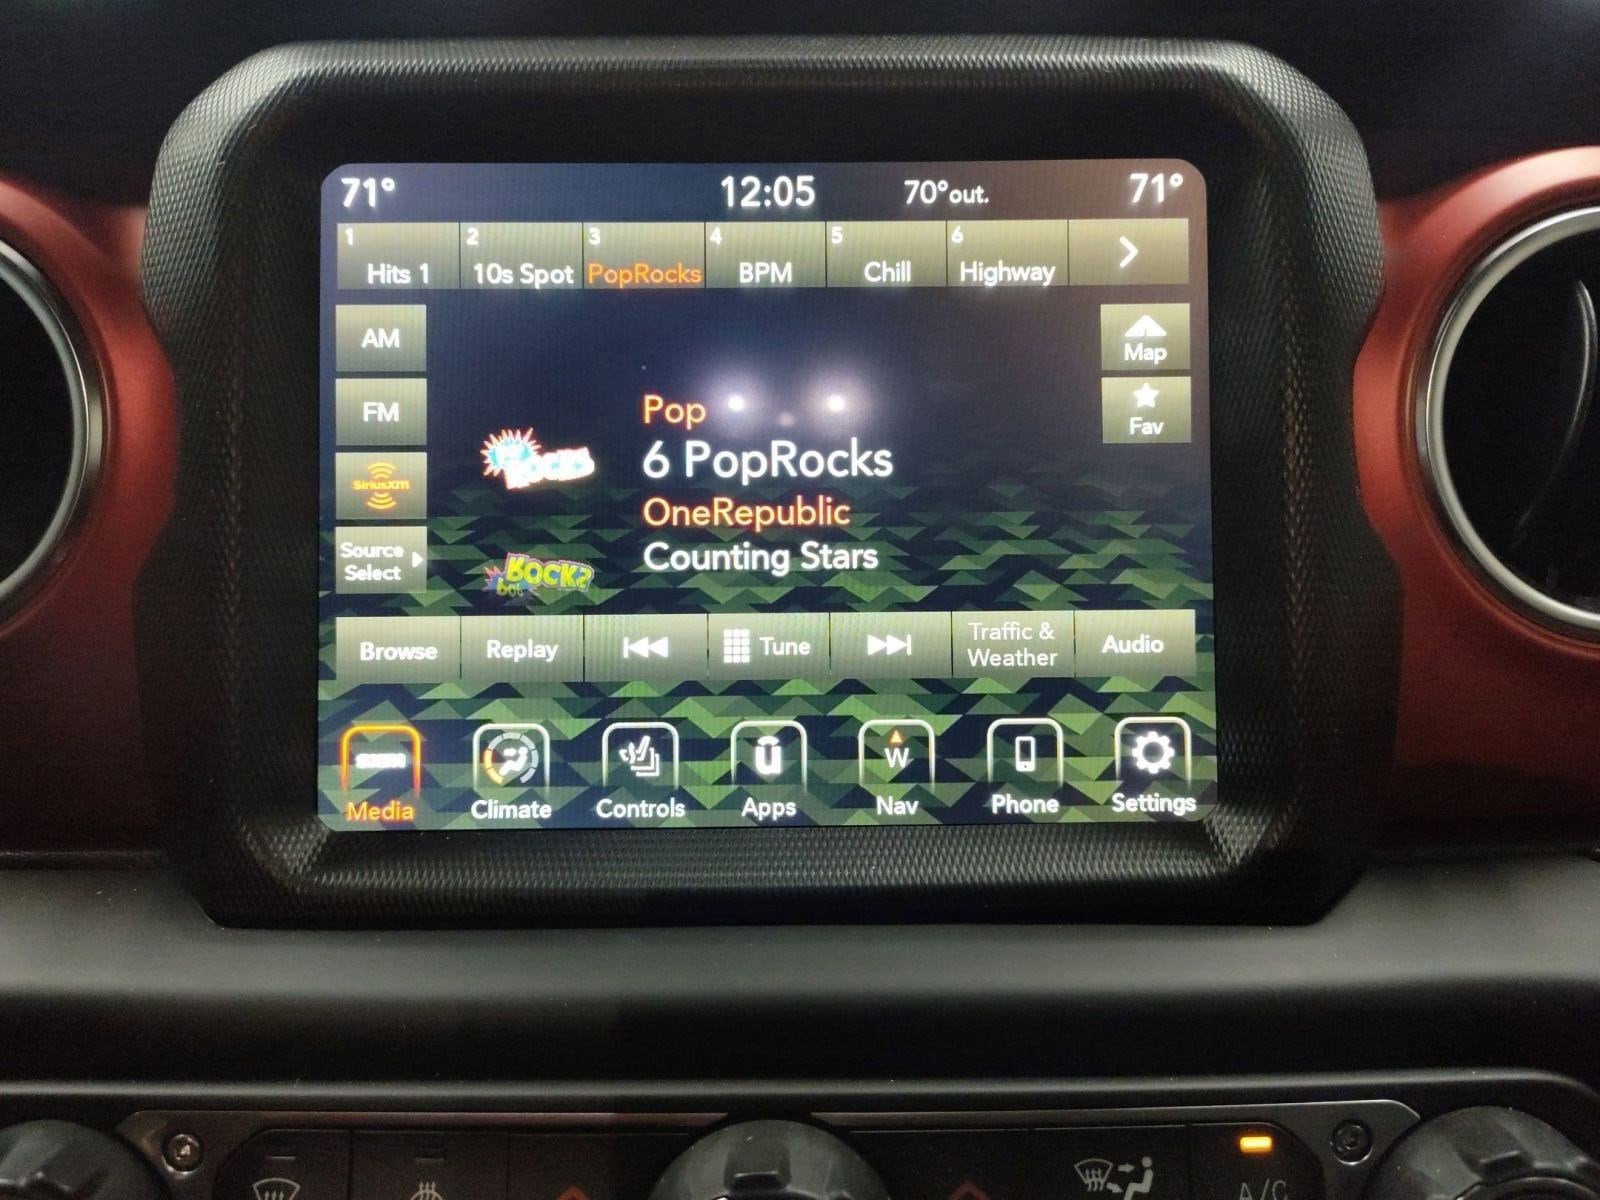 71° 12:05 70°out. 71°
1 2 3 4 5 6
Hits 1 10s Spot PopRocks BPM Chill Highway
AM
Map
FM
Fav
Pop
6 PopRocks
ROCKS
SiriusXM
OneRepublic
Source
Select
Counting Stars
Browse Replay Tune Traffic &
Weather Audio
W
Media Climate Controls Apps Nav Phone Settings
A/C